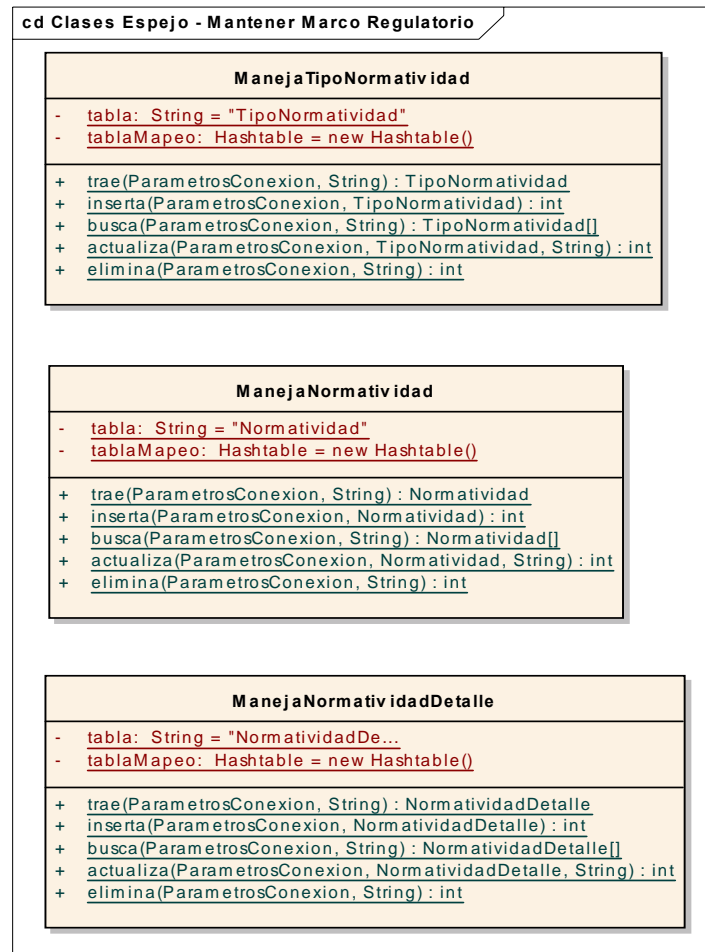 cd Clases Espejo - Mantener Marco Regulatorio
ManejaTipoNormatividad
- tabla: String = "TipoNormatividad"
- tablaMapeo: Hashtable = new Hashtable()
+ trae(ParametrosConexion, String) : TipoNormatividad
+ inserta(ParametrosConexion, TipoNormatividad) : int
+ busca(ParametrosConexion, String) : TipoNormatividad[]
+ actualiza(ParametrosConexion, TipoNormatividad, String) : int
+ elimina(ParametrosConexion, String) : int
ManejaNormatividad
- tabla: String = "Normatividad"
- tablaMapeo: Hashtable = new Hashtable()
+ trae(ParametrosConexion, String) : Normatividad
+ inserta(ParametrosConexion, Normatividad) : int
+ busca(ParametrosConexion, String) : Normatividad[]
+ actualiza(ParametrosConexion, Normatividad, String) : int
+ elimina(ParametrosConexion, String) : int
ManejaNormatividadDetalle
- tabla: String = "NormatividadDe...
- tablaMapeo: Hashtable = new Hashtable()
+ trae(ParametrosConexion, String) : NormatividadDetalle
+ inserta(ParametrosConexion, NormatividadDetalle) : int
+ busca(ParametrosConexion, String) : NormatividadDetalle[]
+ actualiza(ParametrosConexion, NormatividadDetalle, String) : int
+ elimina(ParametrosConexion, String) : int